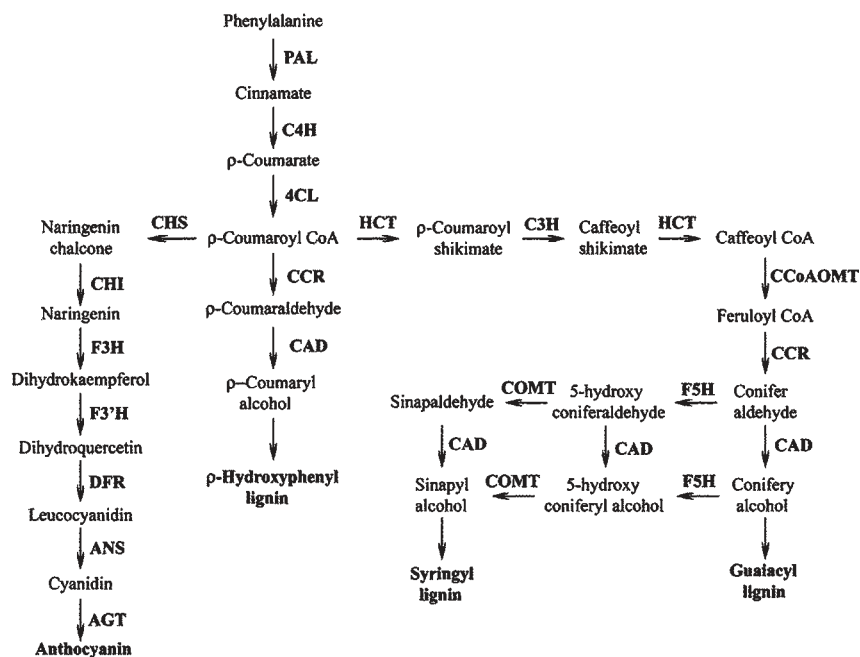 Phenylalanine
PAL
Cinnamate
C4H
ρ-Coumarate
4CL
Naringenin
chalcone
CHS
ρ-Coumaroyl CoA
HCT
ρ-Coumaroyl
shikimate
C3H
Caffeoyl
shikimate
HCT
Caffeoyl CoA
CHI
CCR
CCoAOMT
Naringenin
ρ-Coumaraldehyde
Feruloyl CoA
F3H
CAD
CCR
Dihydrokaempferol
ρ–Coumaryl
alcohol
Sinapaldehyde
COMT
5-hydroxy
coniferaldehyde
F5H
Conifer
aldehyde
F3’H
CAD
CAD
CAD
Dihydroquercetin
ρ-Hydroxyphenyl
lignin
Sinapyl
alcohol
COMT
5-hydroxy
coniferyl alcohol
F5H
Conifery
alcohol
DFR
Leucocyanidin
ANS
Syringyl
lignin
Guaiacyl
lignin
Cyanidin
AGT
Anthocyanin